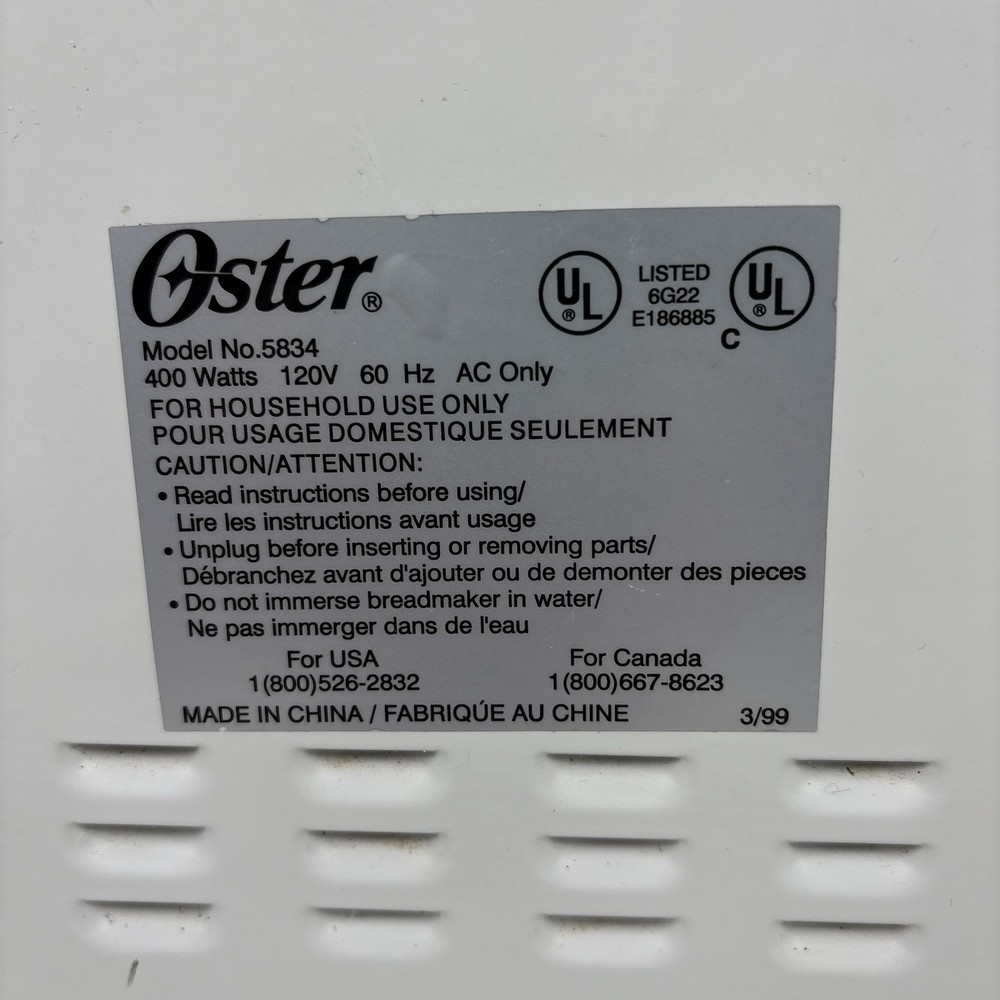 Oster®
UL® LISTED 6G22 E186885 C UL®
Model No.5834
400 Watts 120V 60 Hz AC Only
FOR HOUSEHOLD USE ONLY
POUR USAGE DOMESTIQUE SEULEMENT
CAUTION/ATTENTION:
• Read instructions before using/
Lire les instructions avant usage
• Unplug before inserting or removing parts/
Débranchez avant d'ajouter ou de demonter des pieces
• Do not immerse breadmaker in water/
Ne pas immerger dans de l'eau
For USA For Canada
1(800)526-2832 1(800)667-8623
MADE IN CHINA / FABRIQÚE AU CHINE 3/99